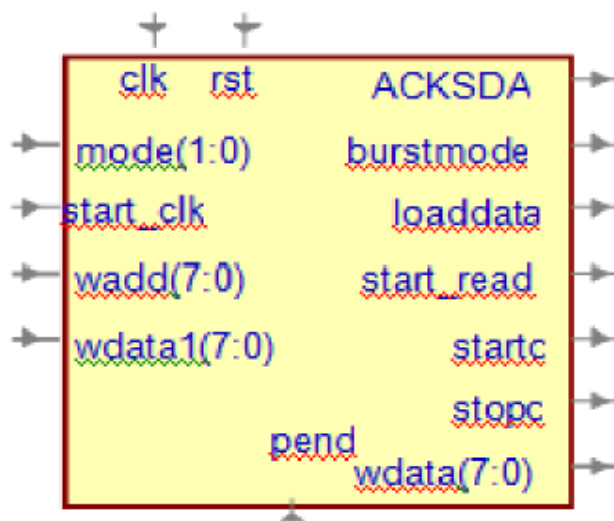 clk rst ACKSDA
mode(1:0) burstmode
start_clk loaddata
wadd(7:0) start_read
wdata1(7:0) startc
stopc
pend
wdata(7:0)